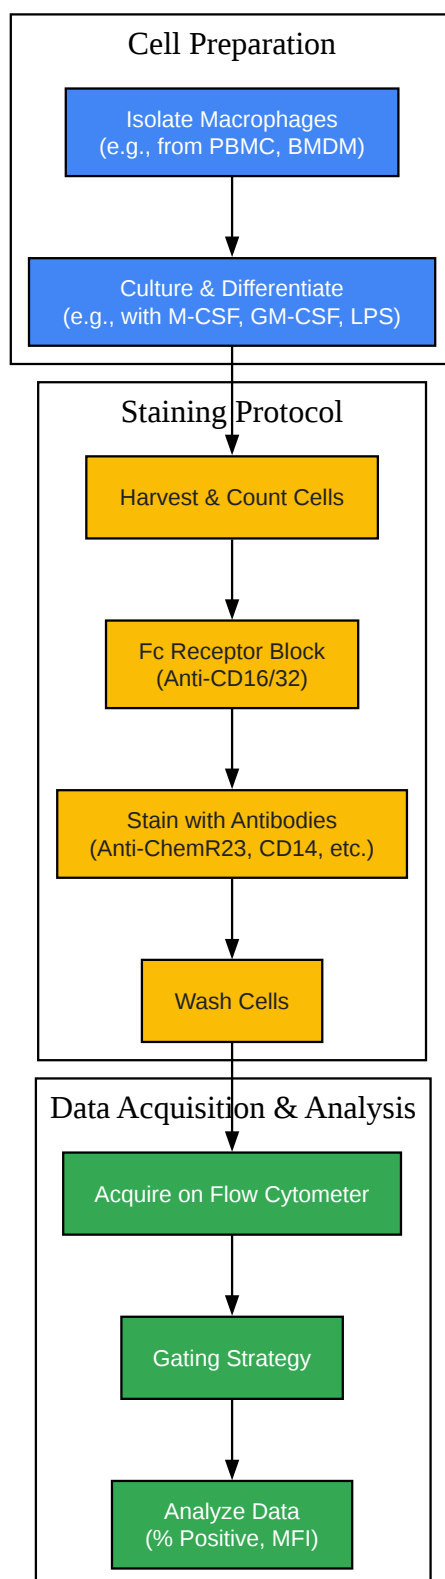 Cell Preparation
Isolate Macrophages
(e.g., from PBMC, BMDM)
Culture & Differentiate
(e.g., with M-CSF, GM-CSF, LPS)
Staining Protocol
Harvest & Count Cells
Fc Receptor Block
(Anti-CD16/32)
Stain with Antibodies
(Anti-ChemR23, CD14, etc.)
Wash Cells
Data Acquisition & Analysis
Acquire on Flow Cytometer
Gating Strategy
Analyze Data
(% Positive, MFI)